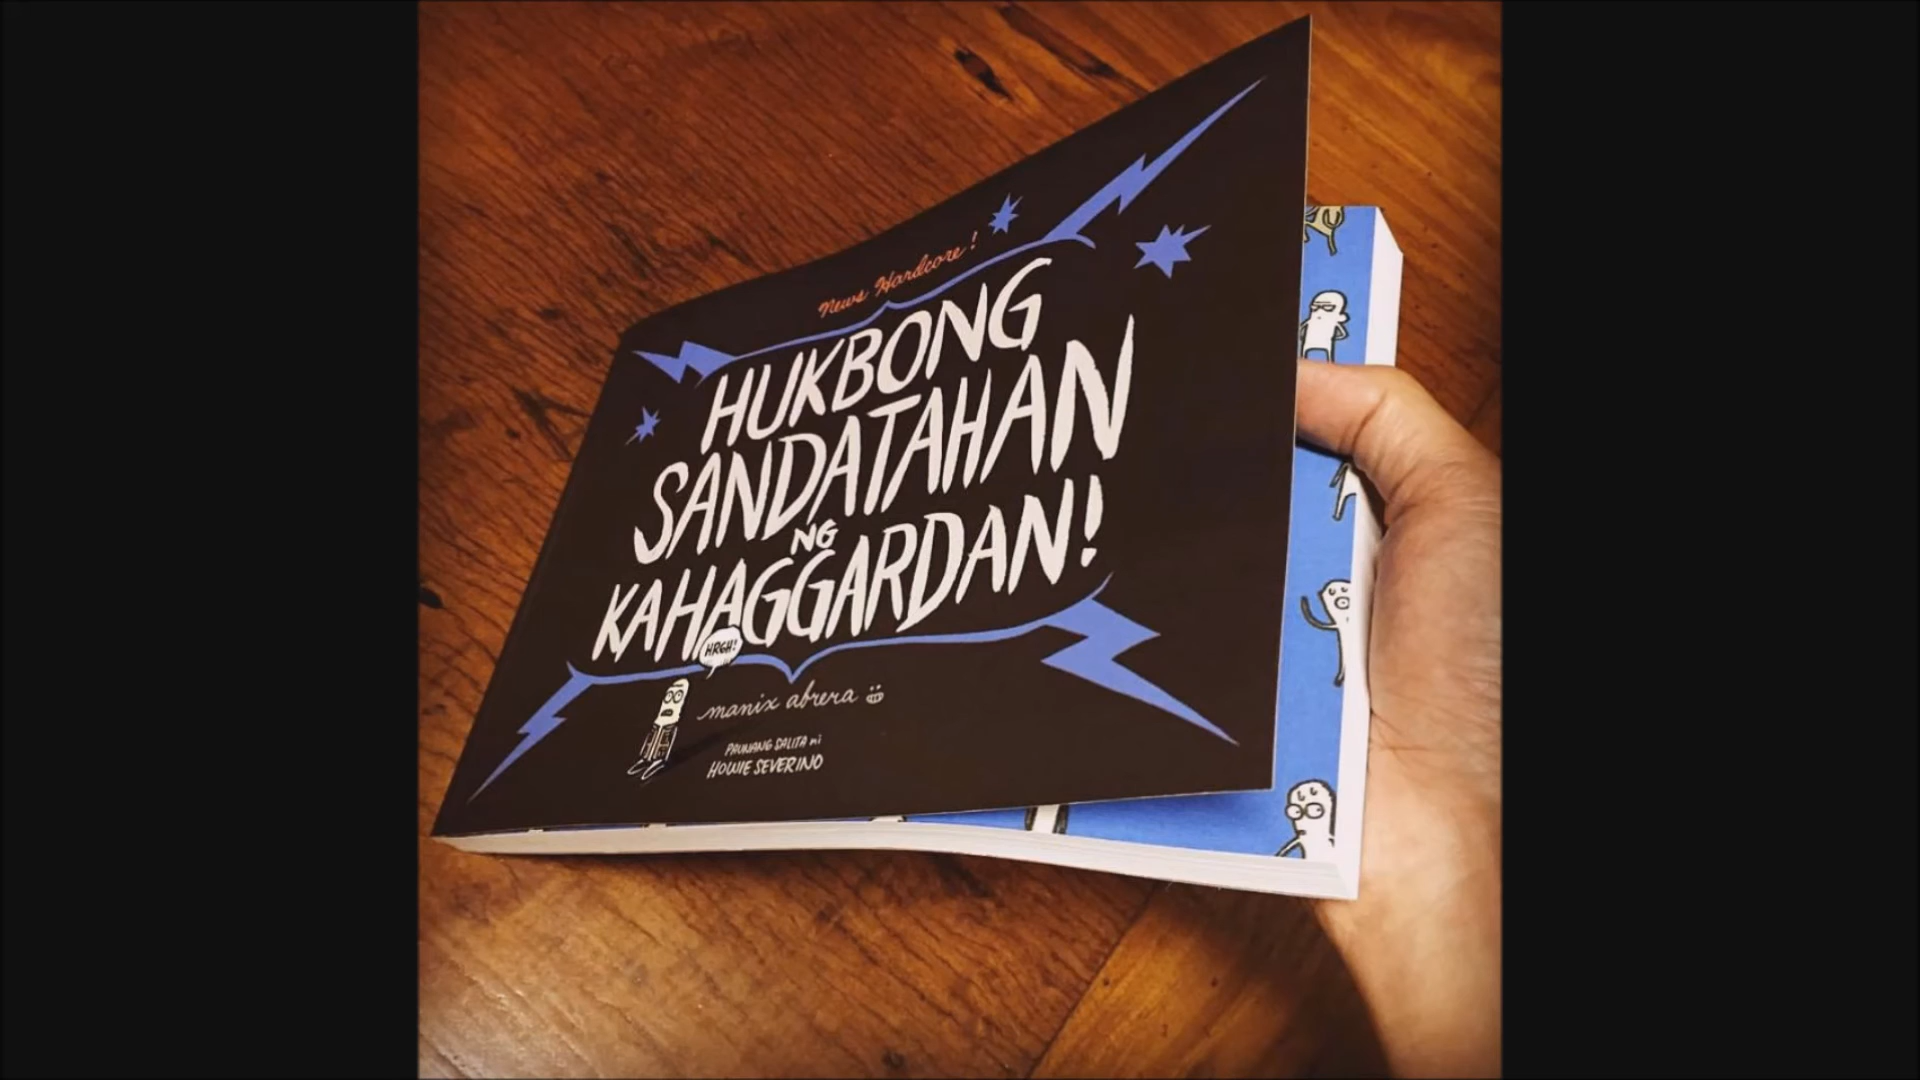 News Hardcore!
HUKBONG
SANDATAHAN
NG
KAHAGGARDAN!
HRGH!
manix abrera
PAUNANG SALITA ni
HOWIE SEVERINO